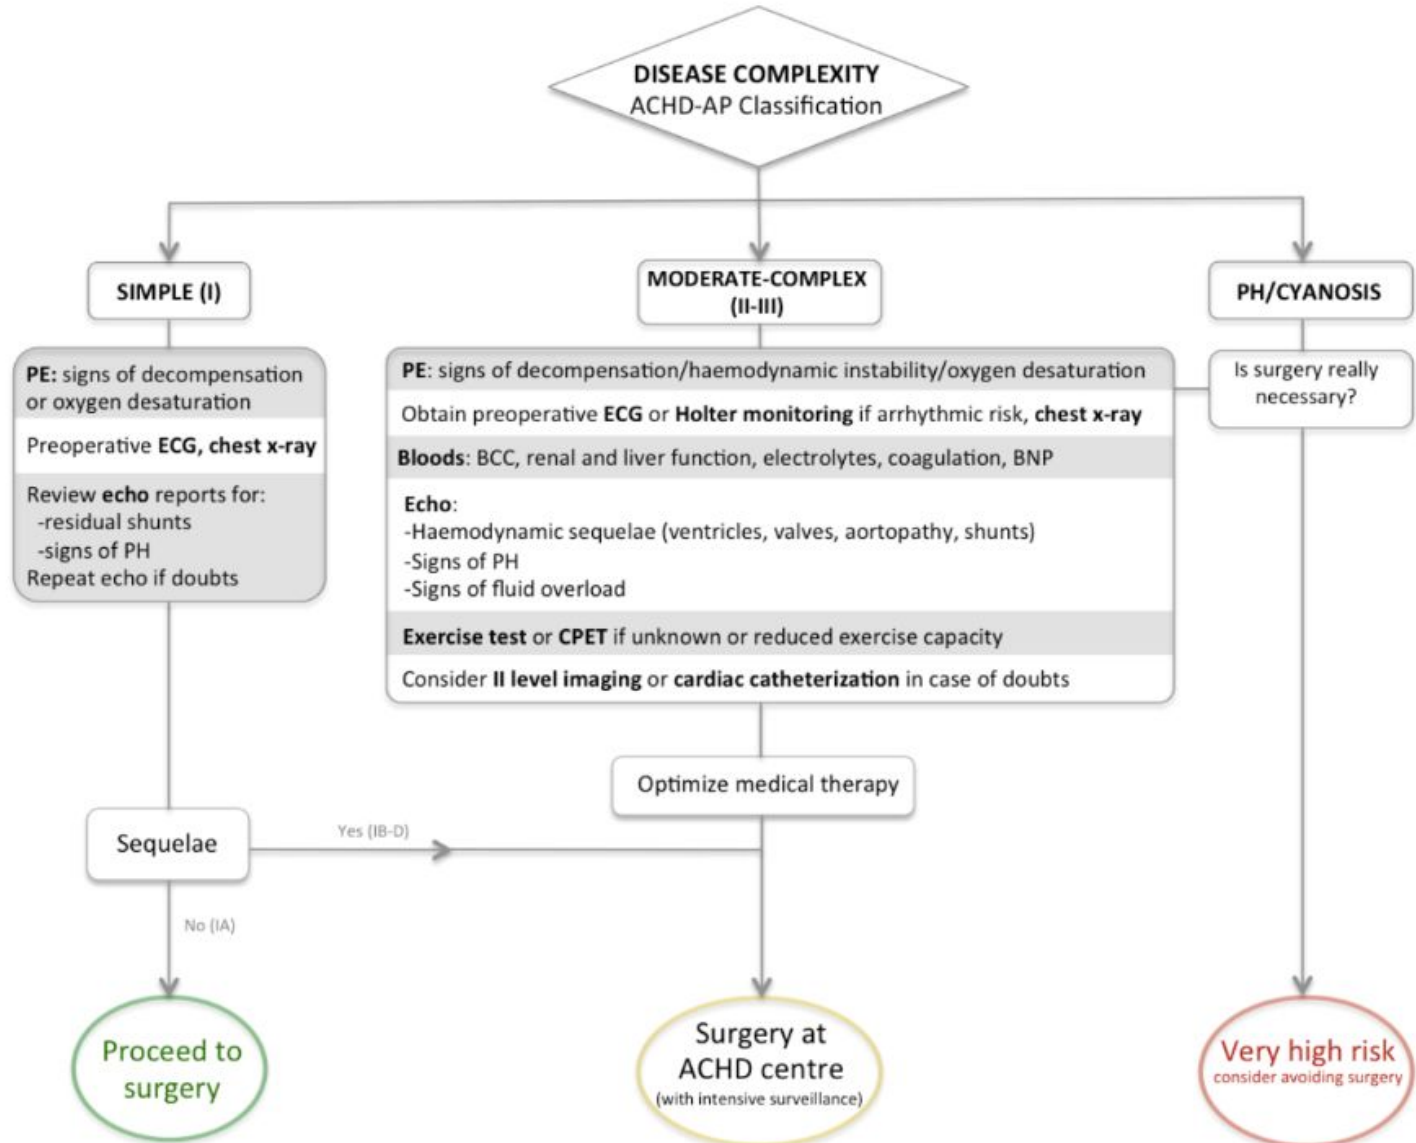 DISEASE COMPLEXITY
ACHD-AP Classification
SIMPLE (I)
MODERATE-COMPLEX
(II-III)
PH/CYANOSIS
PE: signs of decompensation
or oxygen desaturation
Preoperative ECG, chest x-ray
Review echo reports for:
-residual shunts
-signs of PH
Repeat echo if doubts
PE: signs of decompensation/haemodynamic instability/oxygen desaturation
Obtain preoperative ECG or Holter monitoring if arrhythmic risk, chest x-ray
Bloods: BCC, renal and liver function, electrolytes, coagulation, BNP
Echo:
-Haemodynamic sequelae (ventricles, valves, aortopathy, shunts)
-Signs of PH
-Signs of fluid overload
Exercise test or CPET if unknown or reduced exercise capacity
Consider II level imaging or cardiac catheterization in case of doubts
Is surgery really
necessary?
Optimize medical therapy
Sequelae
Yes (IB-D)
No (IA)
Proceed to
surgery
Surgery at
ACHD centre
(with intensive surveillance)
Very high risk
consider avoiding surgery